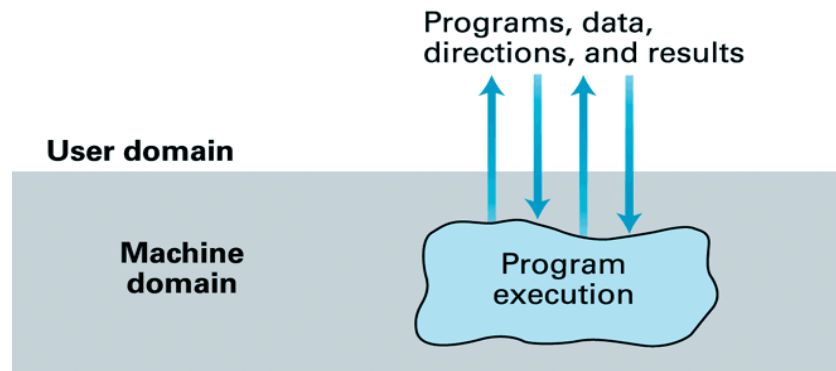 Programs, data,
directions, and results
User domain
Machine
domain
Program
execution